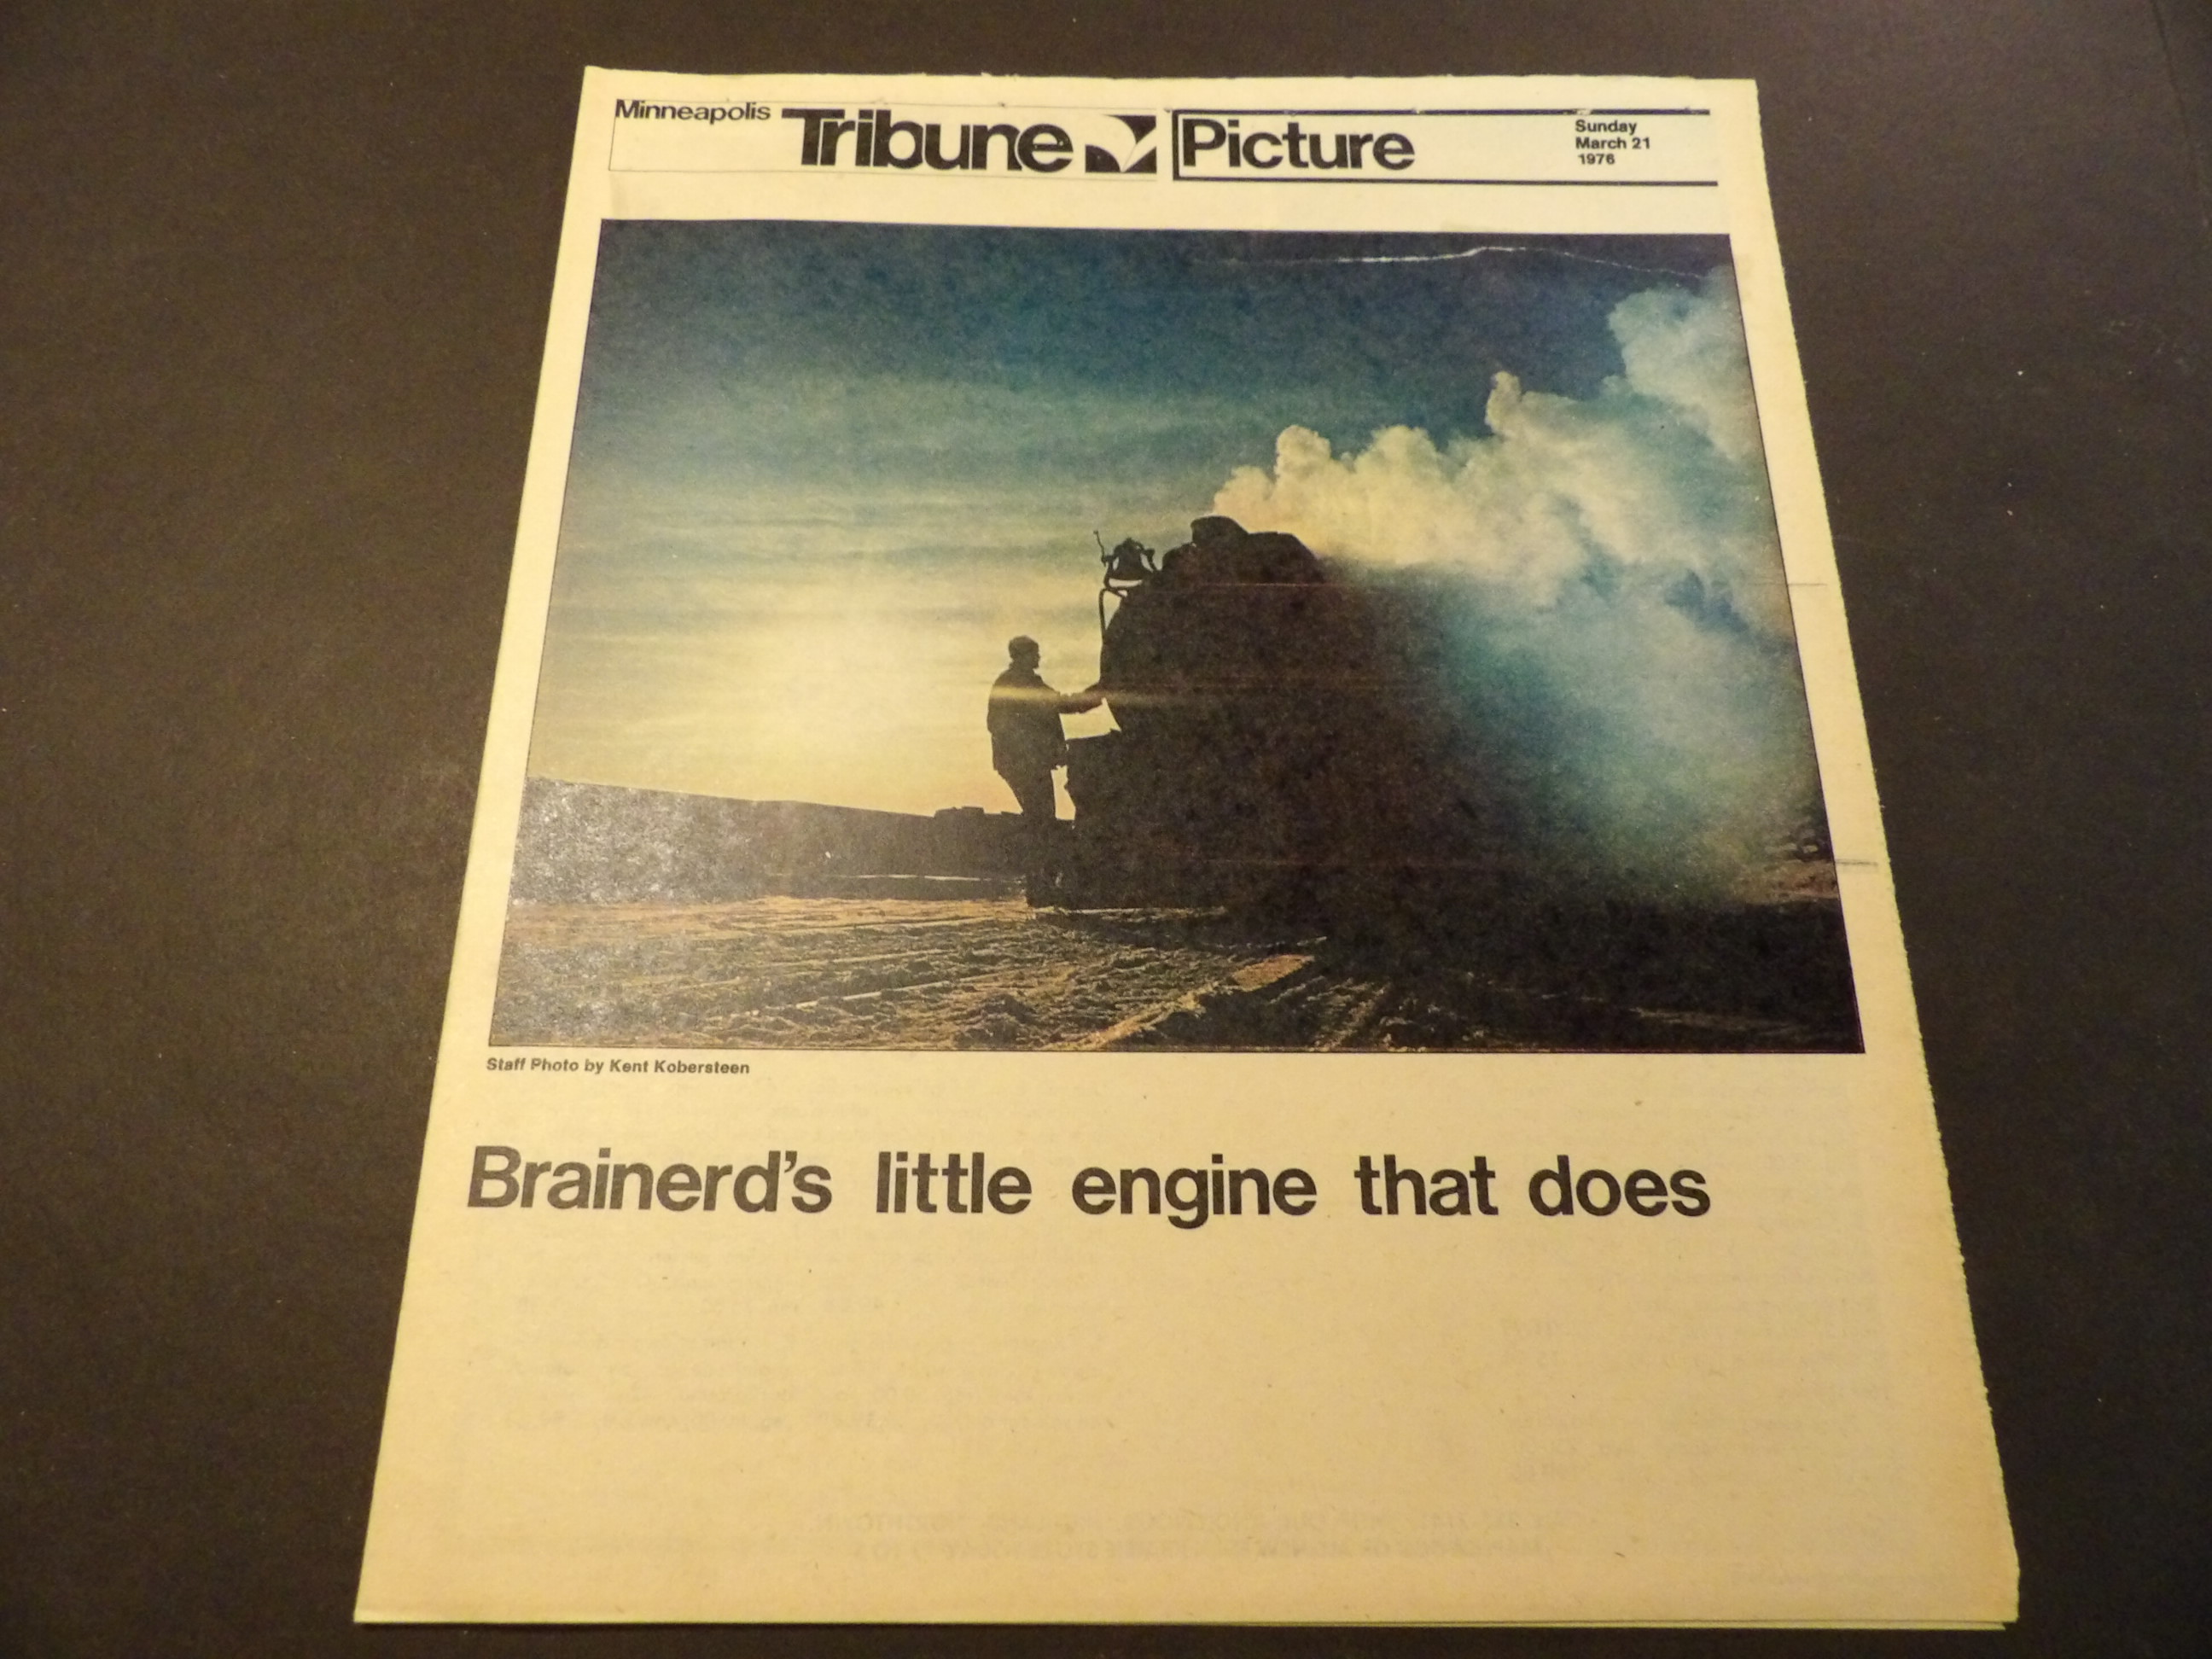 Minneapolis
Tribune
Picture
Sunday
March 21
1976
Staff Photo by Kent Kobersteen
Brainerd's little engine that does